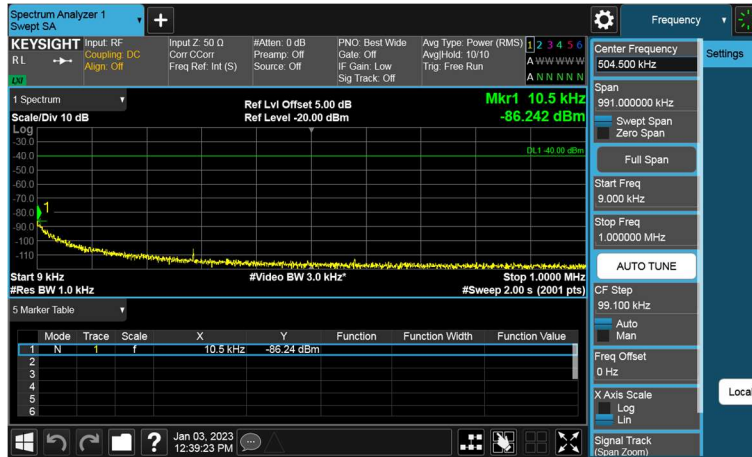 Spectrum Analyzer 1
Swept SA
+
Frequency
KEYSIGHT
RL
LXI
Input: RF
Coupling: DC
Align: Off
Input Z: 50 Ω
Corr CCorr
Freq Ref: Int (S)
#Atten: 0 dB
Preamp: Off
Source: Off
PNO: Best Wide
Gate: Off
IF Gain: Low
Sig Track: Off
Avg Type: Power (RMS)
Avg|Hold: 10/10
Trig: Free Run
1 2 3 4 5 6
A W W W W W
A N N N N N
1 Spectrum
Scale/Div 10 dB
Ref Lvl Offset 5.00 dB
Ref Level -20.00 dBm
Mkr1 10.5 kHz
-86.242 dBm
Log
-30.0
-40.0
-50.0
-60.0
-70.0
-80.0
-90.0
-100
-110
DL1 -40.00 dBm
1
Start 9 kHz
#Res BW 1.0 kHz
#Video BW 3.0 kHz*
Stop 1.0000 MHz
#Sweep 2.00 s (2001 pts)
5 Marker Table
Mode Trace Scale X Y Function Function Width Function Value
1 N 1 f 10.5 kHz -86.24 dBm
2
3
4
5
6
Jan 03, 2023
12:39:23 PM
Center Frequency
504.500 kHz
Settings
Span
991.000000 kHz
Swept Span
Zero Span
Full Span
Start Freq
9.000 kHz
Stop Freq
1.000000 MHz
AUTO TUNE
CF Step
99.100 kHz
Auto
Man
Freq Offset
0 Hz
X Axis Scale
Log
Lin
Local
Signal Track
(Span Zoom)